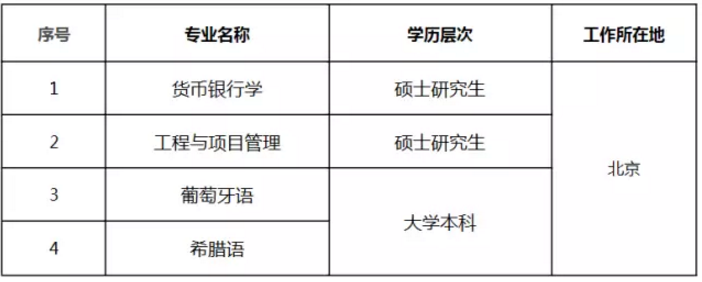 序号 专业名称 学历层次 工作所在地
1 货币银行学 硕士研究生
2 工程与项目管理 硕士研究生
北京
3 葡萄牙语
大学本科
4 希腊语